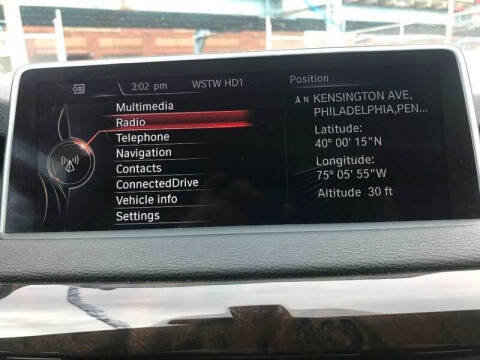 3:02 pm WSTW HD1
Multimedia
Radio
Telephone
Navigation
Contacts
ConnectedDrive
Vehicle info
Settings
Position
N KENSINGTON AVE,
PHILADELPHIA,PEN...
Latitude:
40° 00' 15"N
Longitude:
75° 05' 55"W
Altitude 30 ft